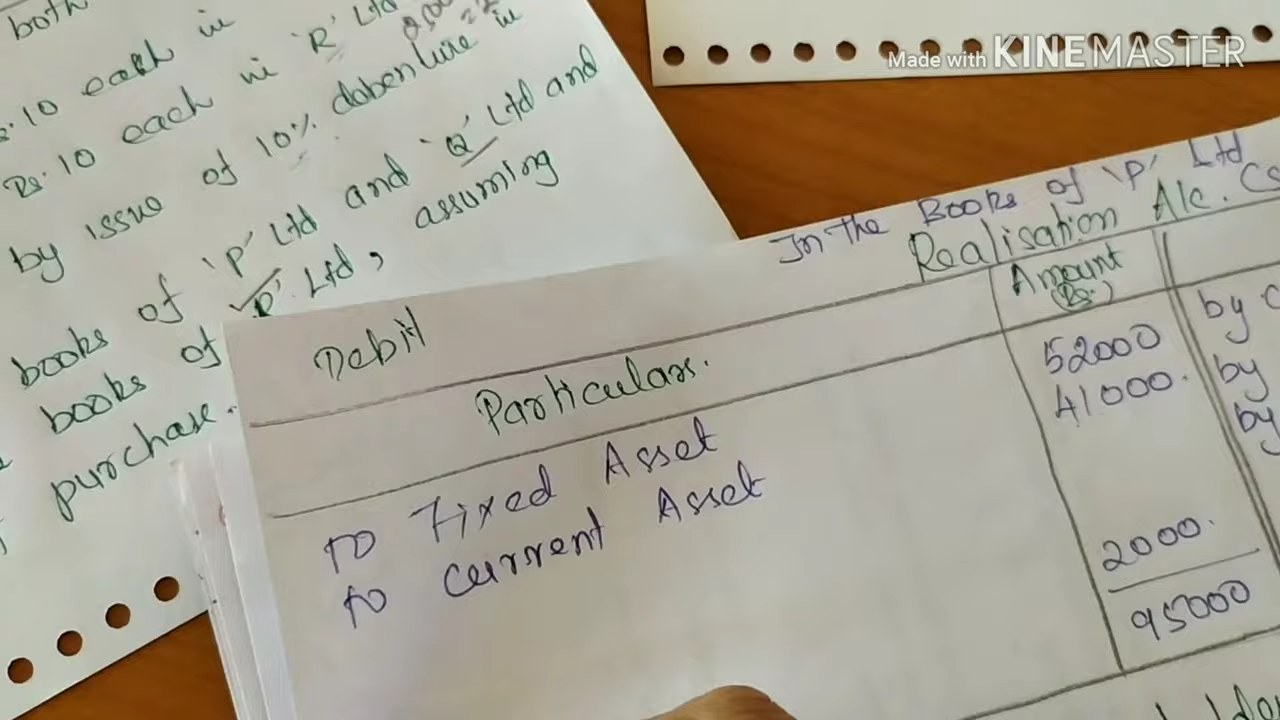 both
Rs. 10 each in
Rs. 10 each in 'R' Ltd
by issue of 10% debenture in
books of 'P' Ltd and 'Q' Ltd and
books of 'P' Ltd, assuming
purchase.
Made with KINEMASTER
In the Books of 'P' Ltd
Realisation A/c.
Debit
Particulars. Amount (Rs.)
To Fixed Asset 52000 by
To Current Asset 41000. by
by
2000.
95000